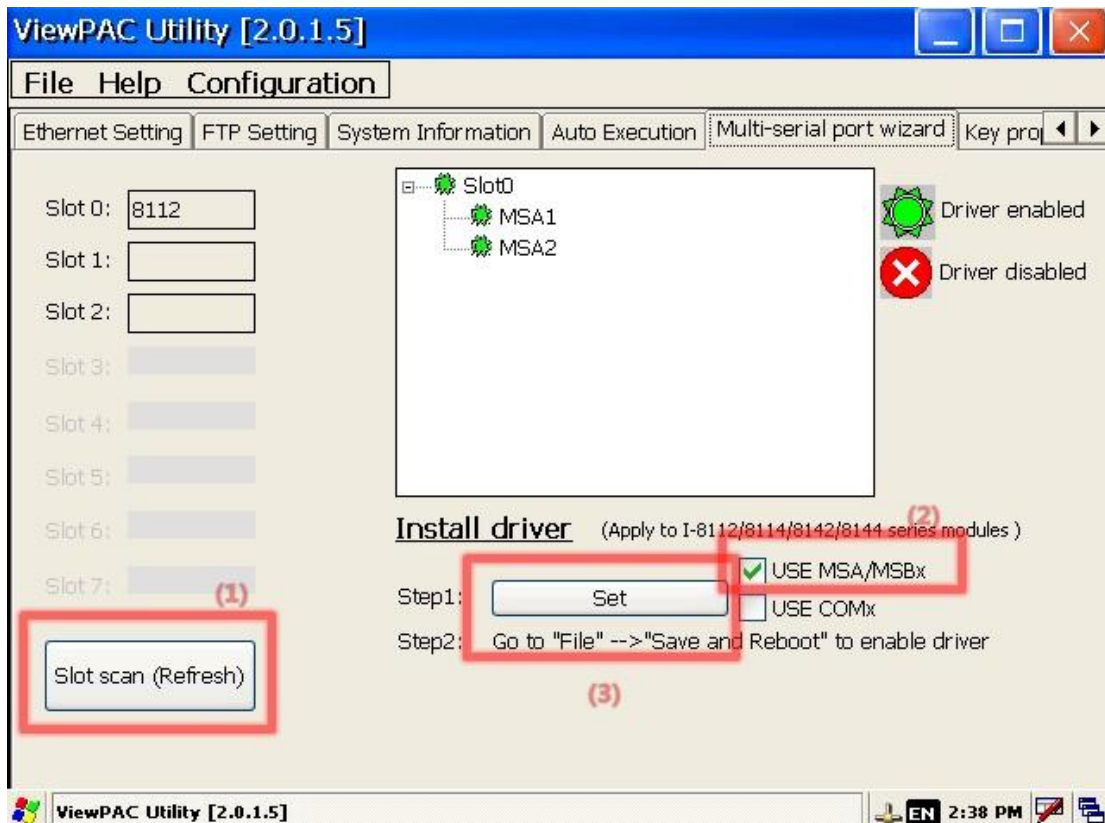 ViewPAC Utility [2.0.1.5]
File Help Configuration
Ethernet Setting FTP Setting System Information Auto Execution Multi-serial port wizard Key pro
Slot 0: 8112
Slot 1:
Slot 2:
Slot 3:
Slot 4:
Slot 5:
Slot 6:
Slot 7:
(1)
Slot scan (Refresh)
Slot0
MSA1
MSA2
Driver enabled
Driver disabled
Install driver (Apply to I-8112/8114/8142/8144 series modules )
(2)
USE MSA/MSBx
Step1: Set
USE COMx
Step2: Go to "File" -->"Save and Reboot" to enable driver
(3)
ViewPAC Utility [2.0.1.5] EN 2:38 PM